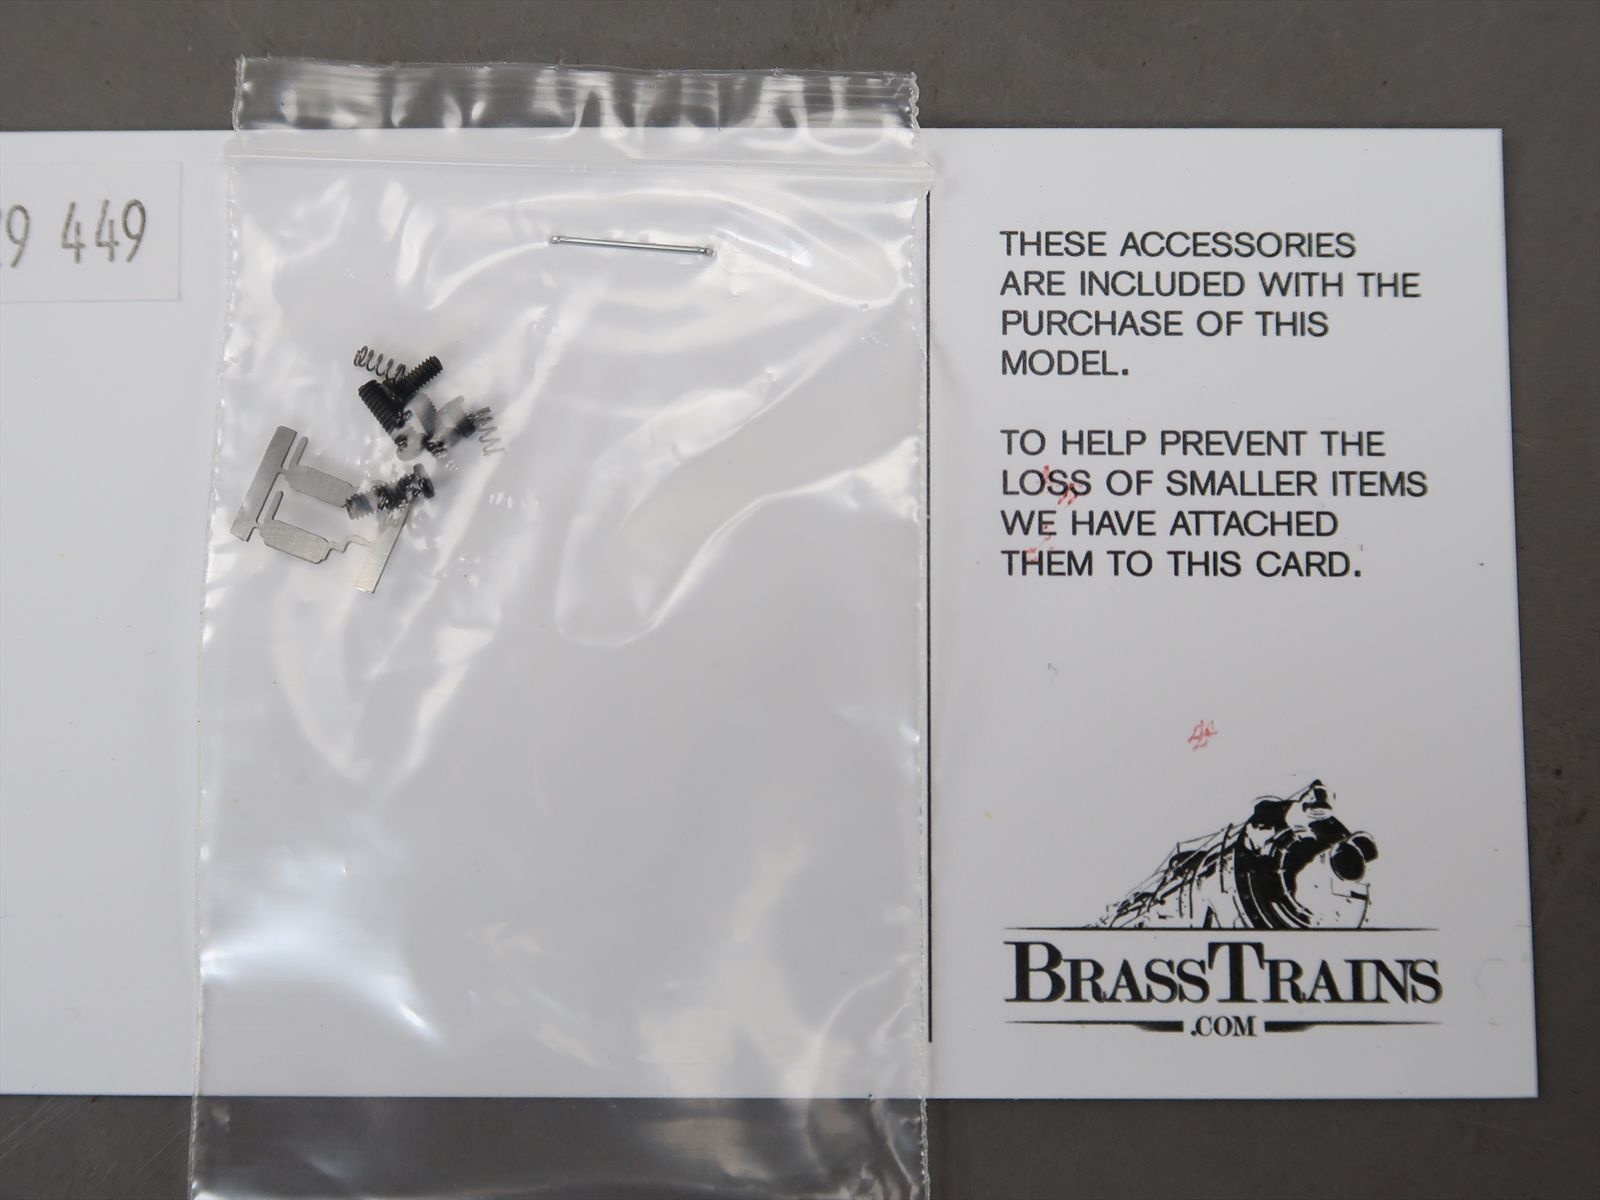 449
THESE ACCESSORIES
ARE INCLUDED WITH THE
PURCHASE OF THIS
MODEL.
TO HELP PREVENT THE
LOSS OF SMALLER ITEMS
WE HAVE ATTACHED
THEM TO THIS CARD.
BRASSTRAINS
.COM